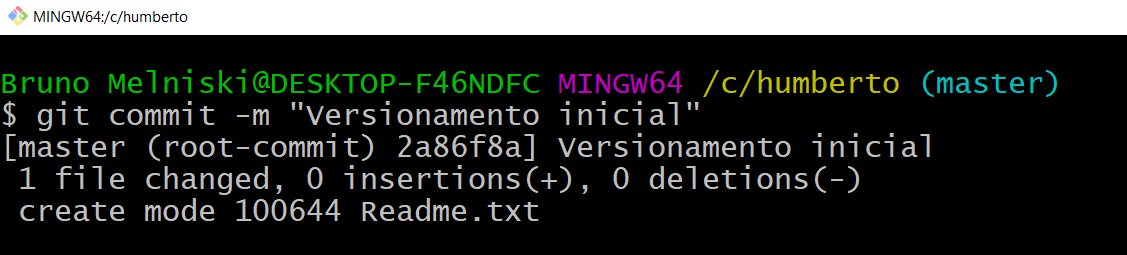 MINGW64:/c/humberto
Bruno Melniski@DESKTOP-F46NDFC MINGW64 /c/humberto (master)
$ git commit -m "Versionamento inicial"
[master (root-commit) 2a86f8a] Versionamento inicial
 1 file changed, 0 insertions(+), 0 deletions(-)
 create mode 100644 Readme.txt